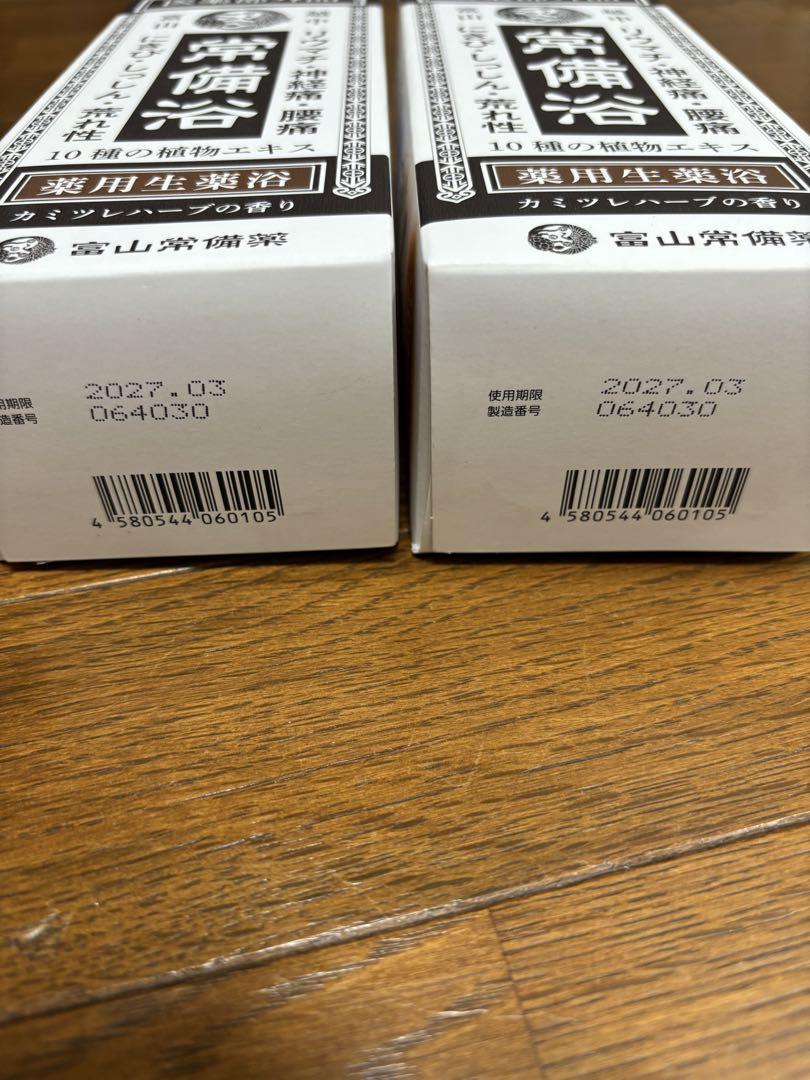 常備浴
リウマチ・神経痛・腰痛
しっしん・荒れ性
10種の植物エキス
薬用生薬浴
カミツレハーブの香り
富山常備薬
2027.03
064030
4 580544 060105
常備浴
リウマチ・神経痛・腰痛
しっしん・荒れ性
10種の植物エキス
薬用生薬浴
カミツレハーブの香り
富山常備薬
使用期限 2027.03
製造番号 064030
4 580544 060105